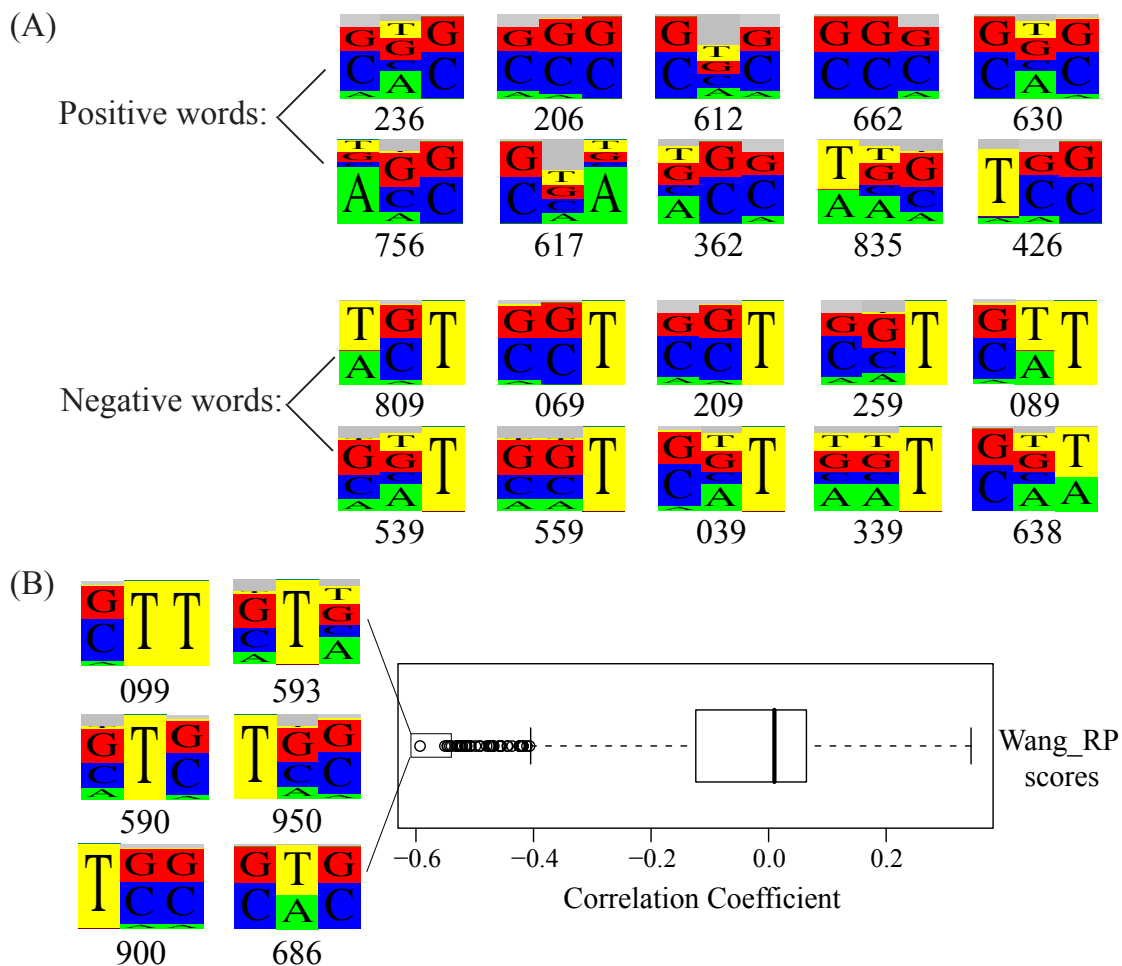 (A)
Positive words:
236 206 612 662 630
756 617 362 835 426
Negative words:
809 069 209 259 089
539 559 039 339 638
(B)
099 593
590 950
900 686
Wang_RP
scores
−0.6 −0.4 −0.2 0.0 0.2
Correlation Coefficient